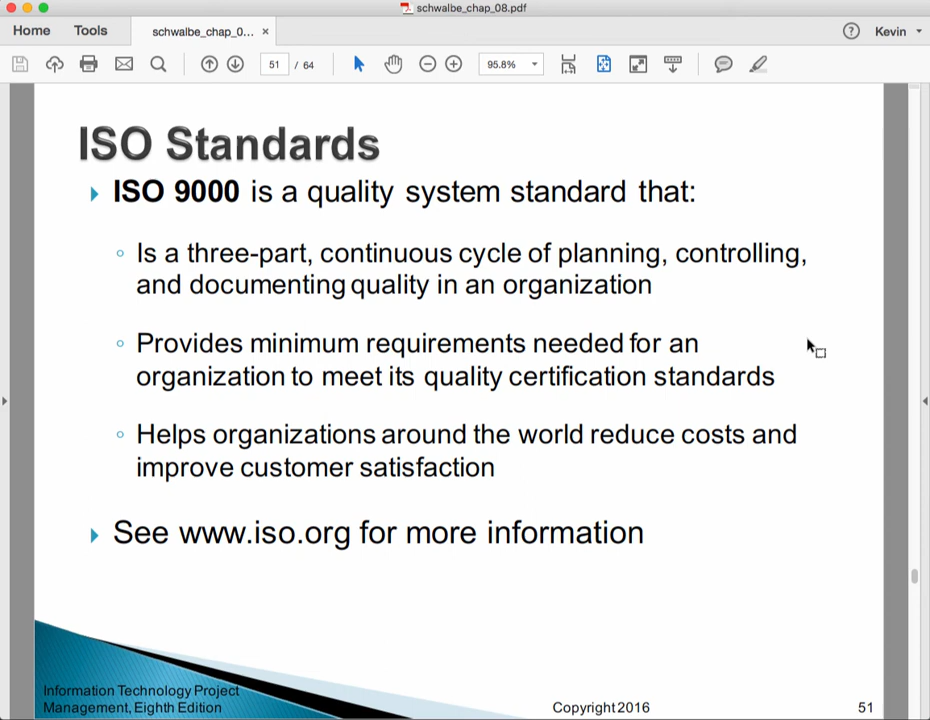 schwalbe_chap_08.pdf
Home Tools schwalbe_chap_0... × ? Kevin
51 / 64 95.8%
ISO Standards
ISO 9000 is a quality system standard that:
Is a three-part, continuous cycle of planning, controlling,
and documenting quality in an organization
Provides minimum requirements needed for an
organization to meet its quality certification standards
Helps organizations around the world reduce costs and
improve customer satisfaction
See www.iso.org for more information
Information Technology Project
Management, Eighth Edition Copyright 2016 51